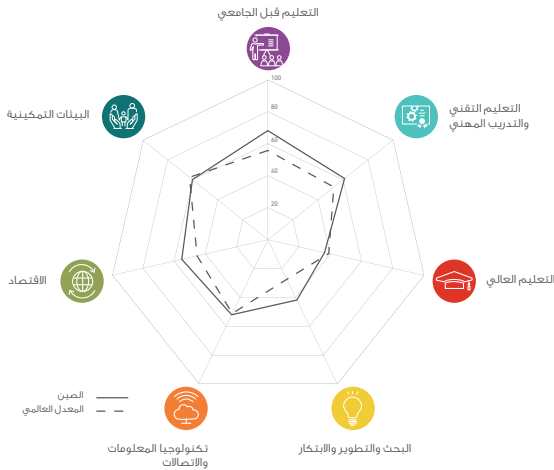 التعليم قبل الجامعي
100
80
60
40
20
التعليم التقني
والتدريب المهني
البيئات التمكينية
التعليم العالي
الاقتصاد
الصين
المعدل العالمي
البحث والتطوير والابتكار
تكنولوجيا المعلومات
والاتصالات